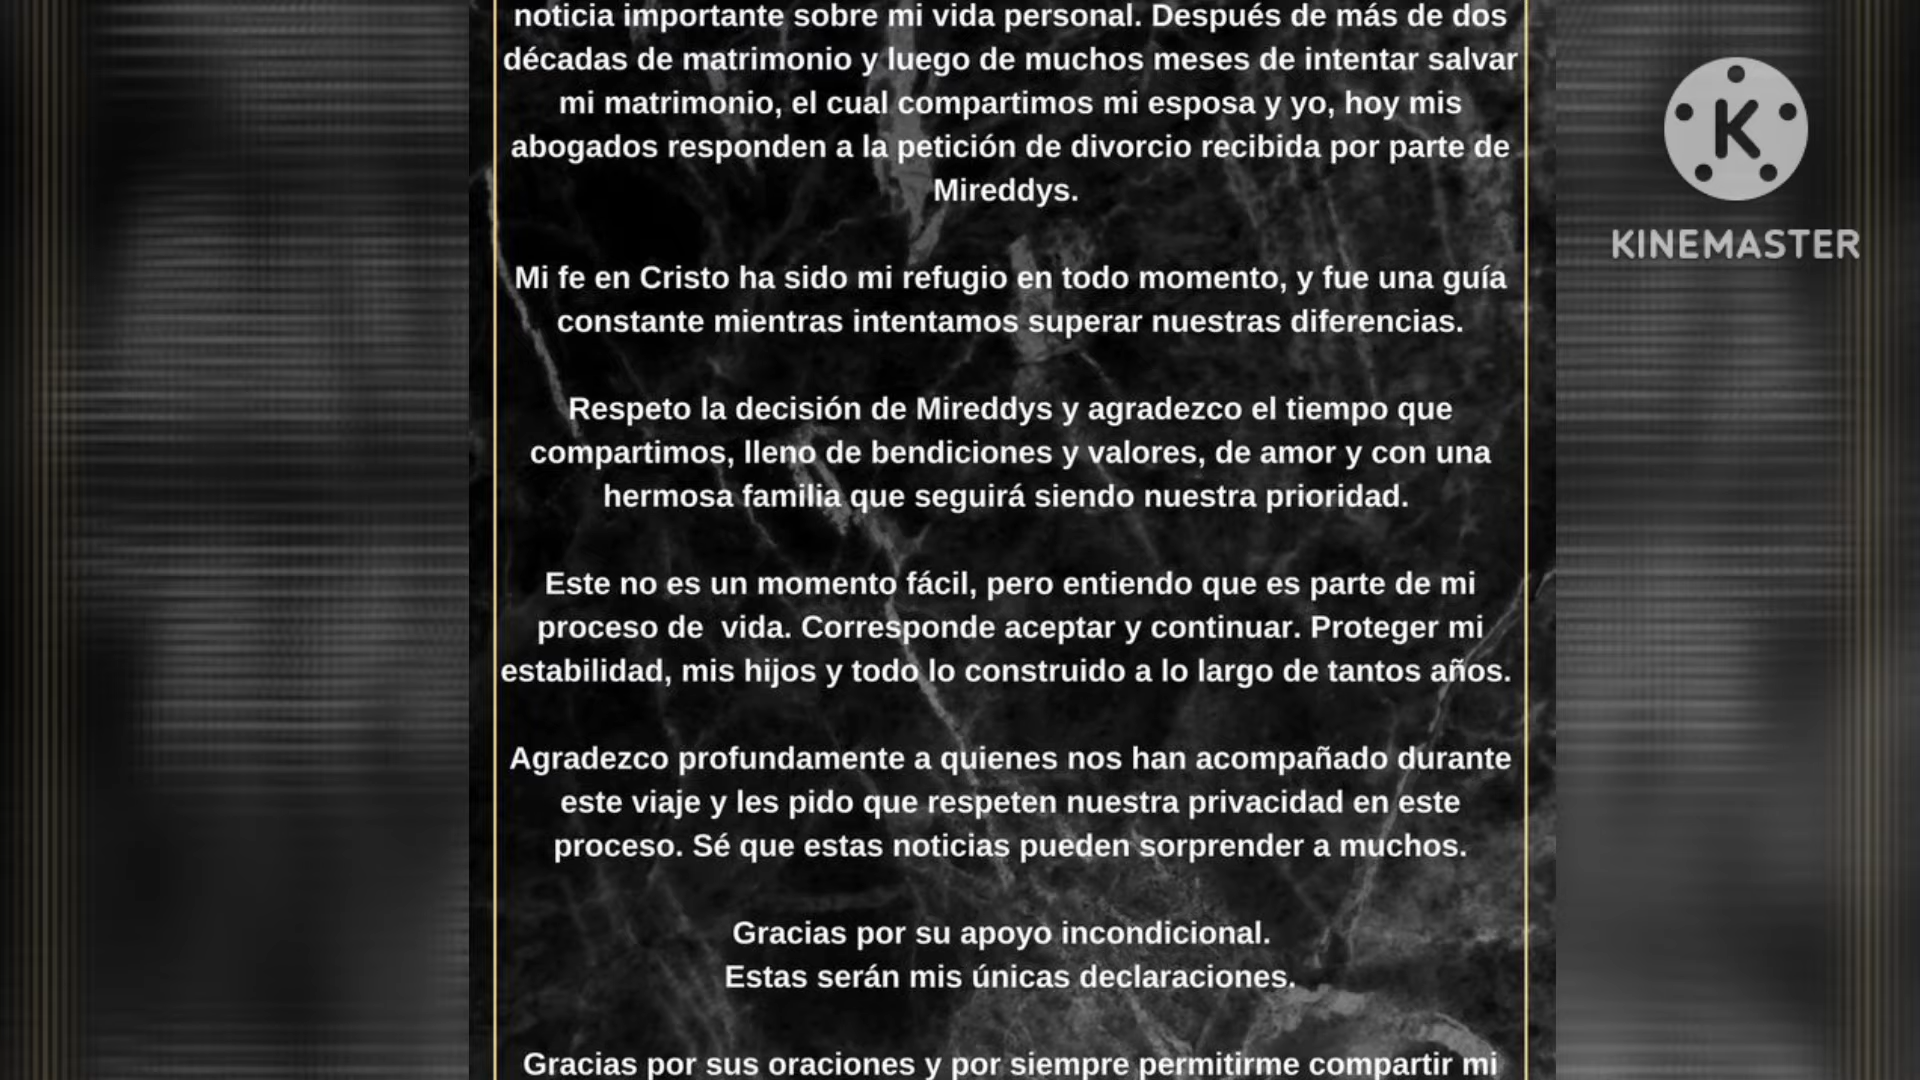 noticia importante sobre mi vida personal. Después de más de dos
décadas de matrimonio y luego de muchos meses de intentar salvar
mi matrimonio, el cual compartimos mi esposa y yo, hoy mis
abogados responden a la petición de divorcio recibida por parte de
Mireddys.
Mi fe en Cristo ha sido mi refugio en todo momento, y fue una guía
constante mientras intentamos superar nuestras diferencias.
Respeto la decisión de Mireddys y agradezco el tiempo que
compartimos, lleno de bendiciones y valores, de amor y con una
hermosa familia que seguirá siendo nuestra prioridad.
Este no es un momento fácil, pero entiendo que es parte de mi
proceso de  vida. Corresponde aceptar y continuar. Proteger mi
estabilidad, mis hijos y todo lo construido a lo largo de tantos años.
Agradezco profundamente a quienes nos han acompañado durante
este viaje y les pido que respeten nuestra privacidad en este
proceso. Sé que estas noticias pueden sorprender a muchos.
Gracias por su apoyo incondicional.
Estas serán mis únicas declaraciones.
Gracias por sus oraciones y por siempre permitirme compartir mi
K
KINEMASTER